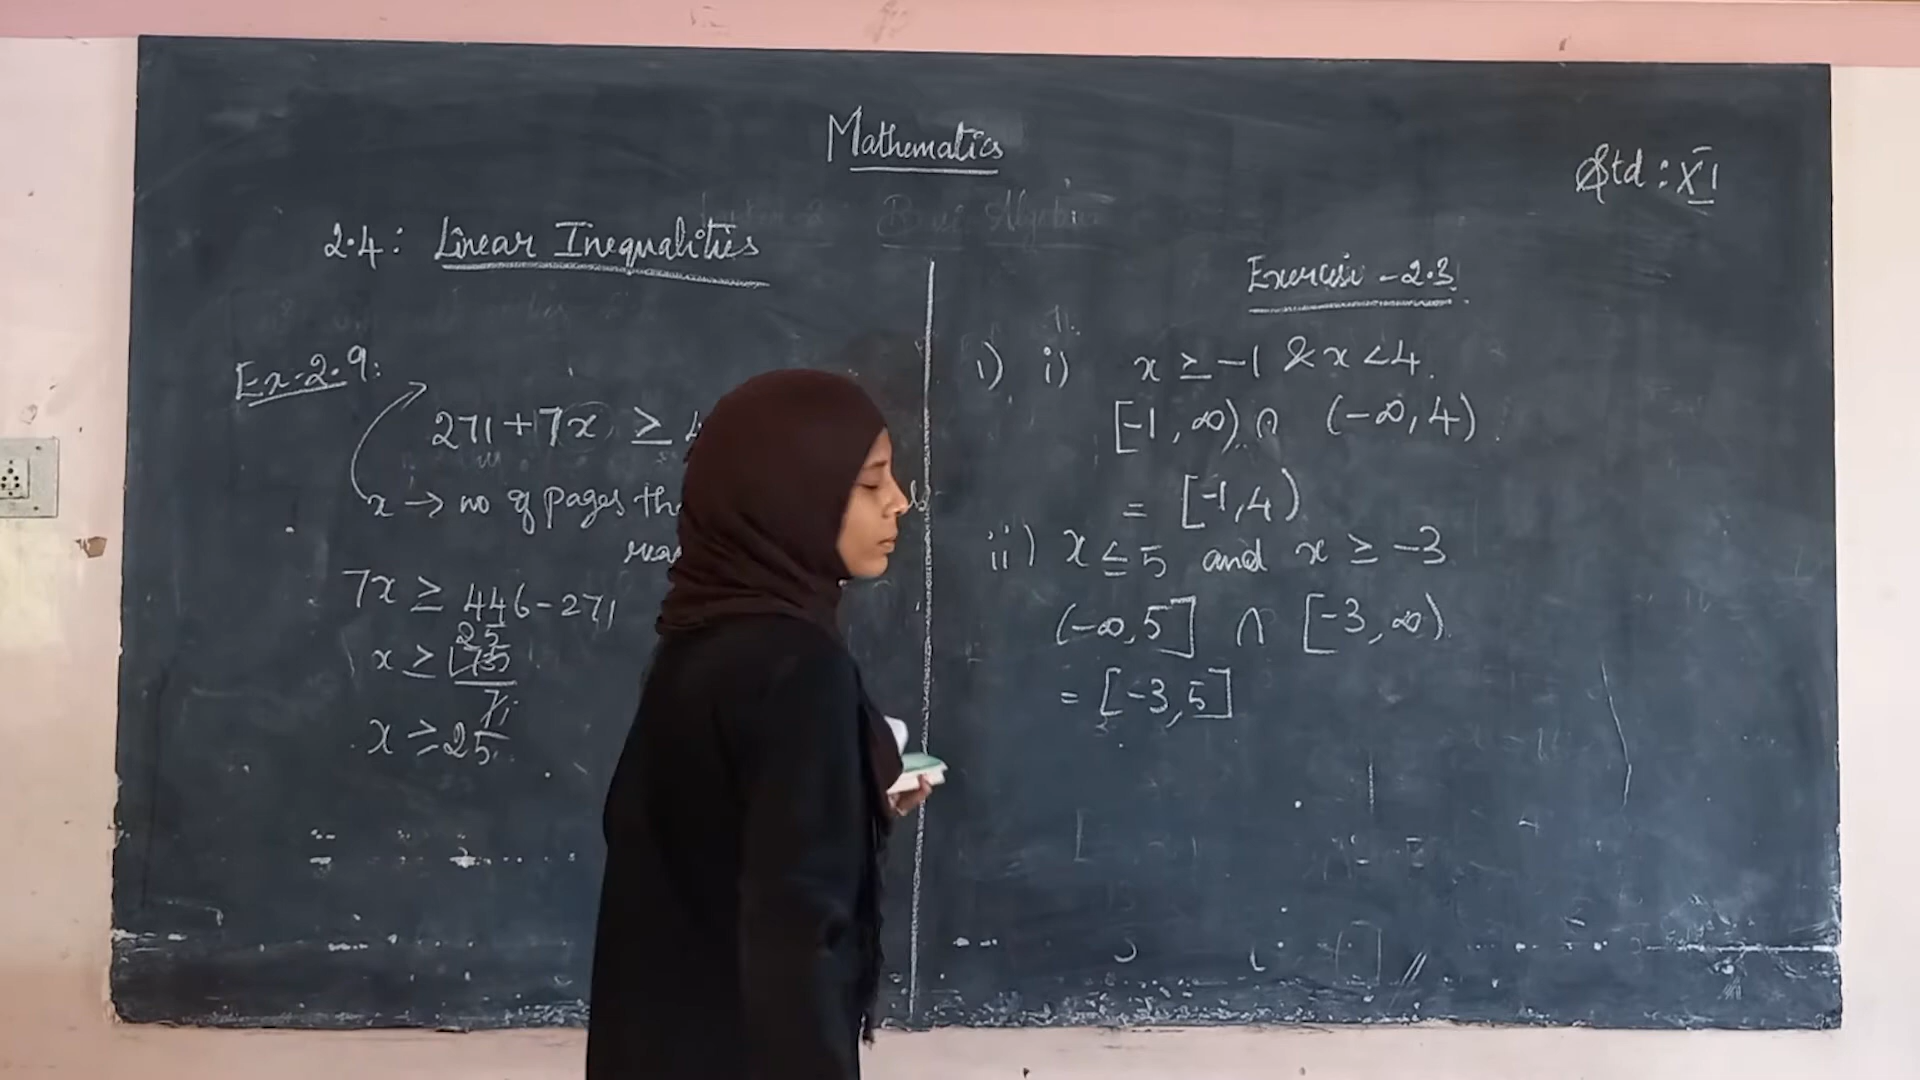 Mathematics
Std : XI
2.4: Linear Inequalities
Ex-2.9:
271+7x ≥ 4
x → no of pages
7x ≥ 446-271
25
x ≥ 175
7
x ≥ 25.
Exercise - 2.3
1) i) x ≥ -1 & x < 4.
[-1, ∞) ∩ (-∞, 4)
= [-1,4)
ii) x ≤ 5 and x ≥ -3
(-∞,5] ∩ [-3, ∞)
= [-3,5]